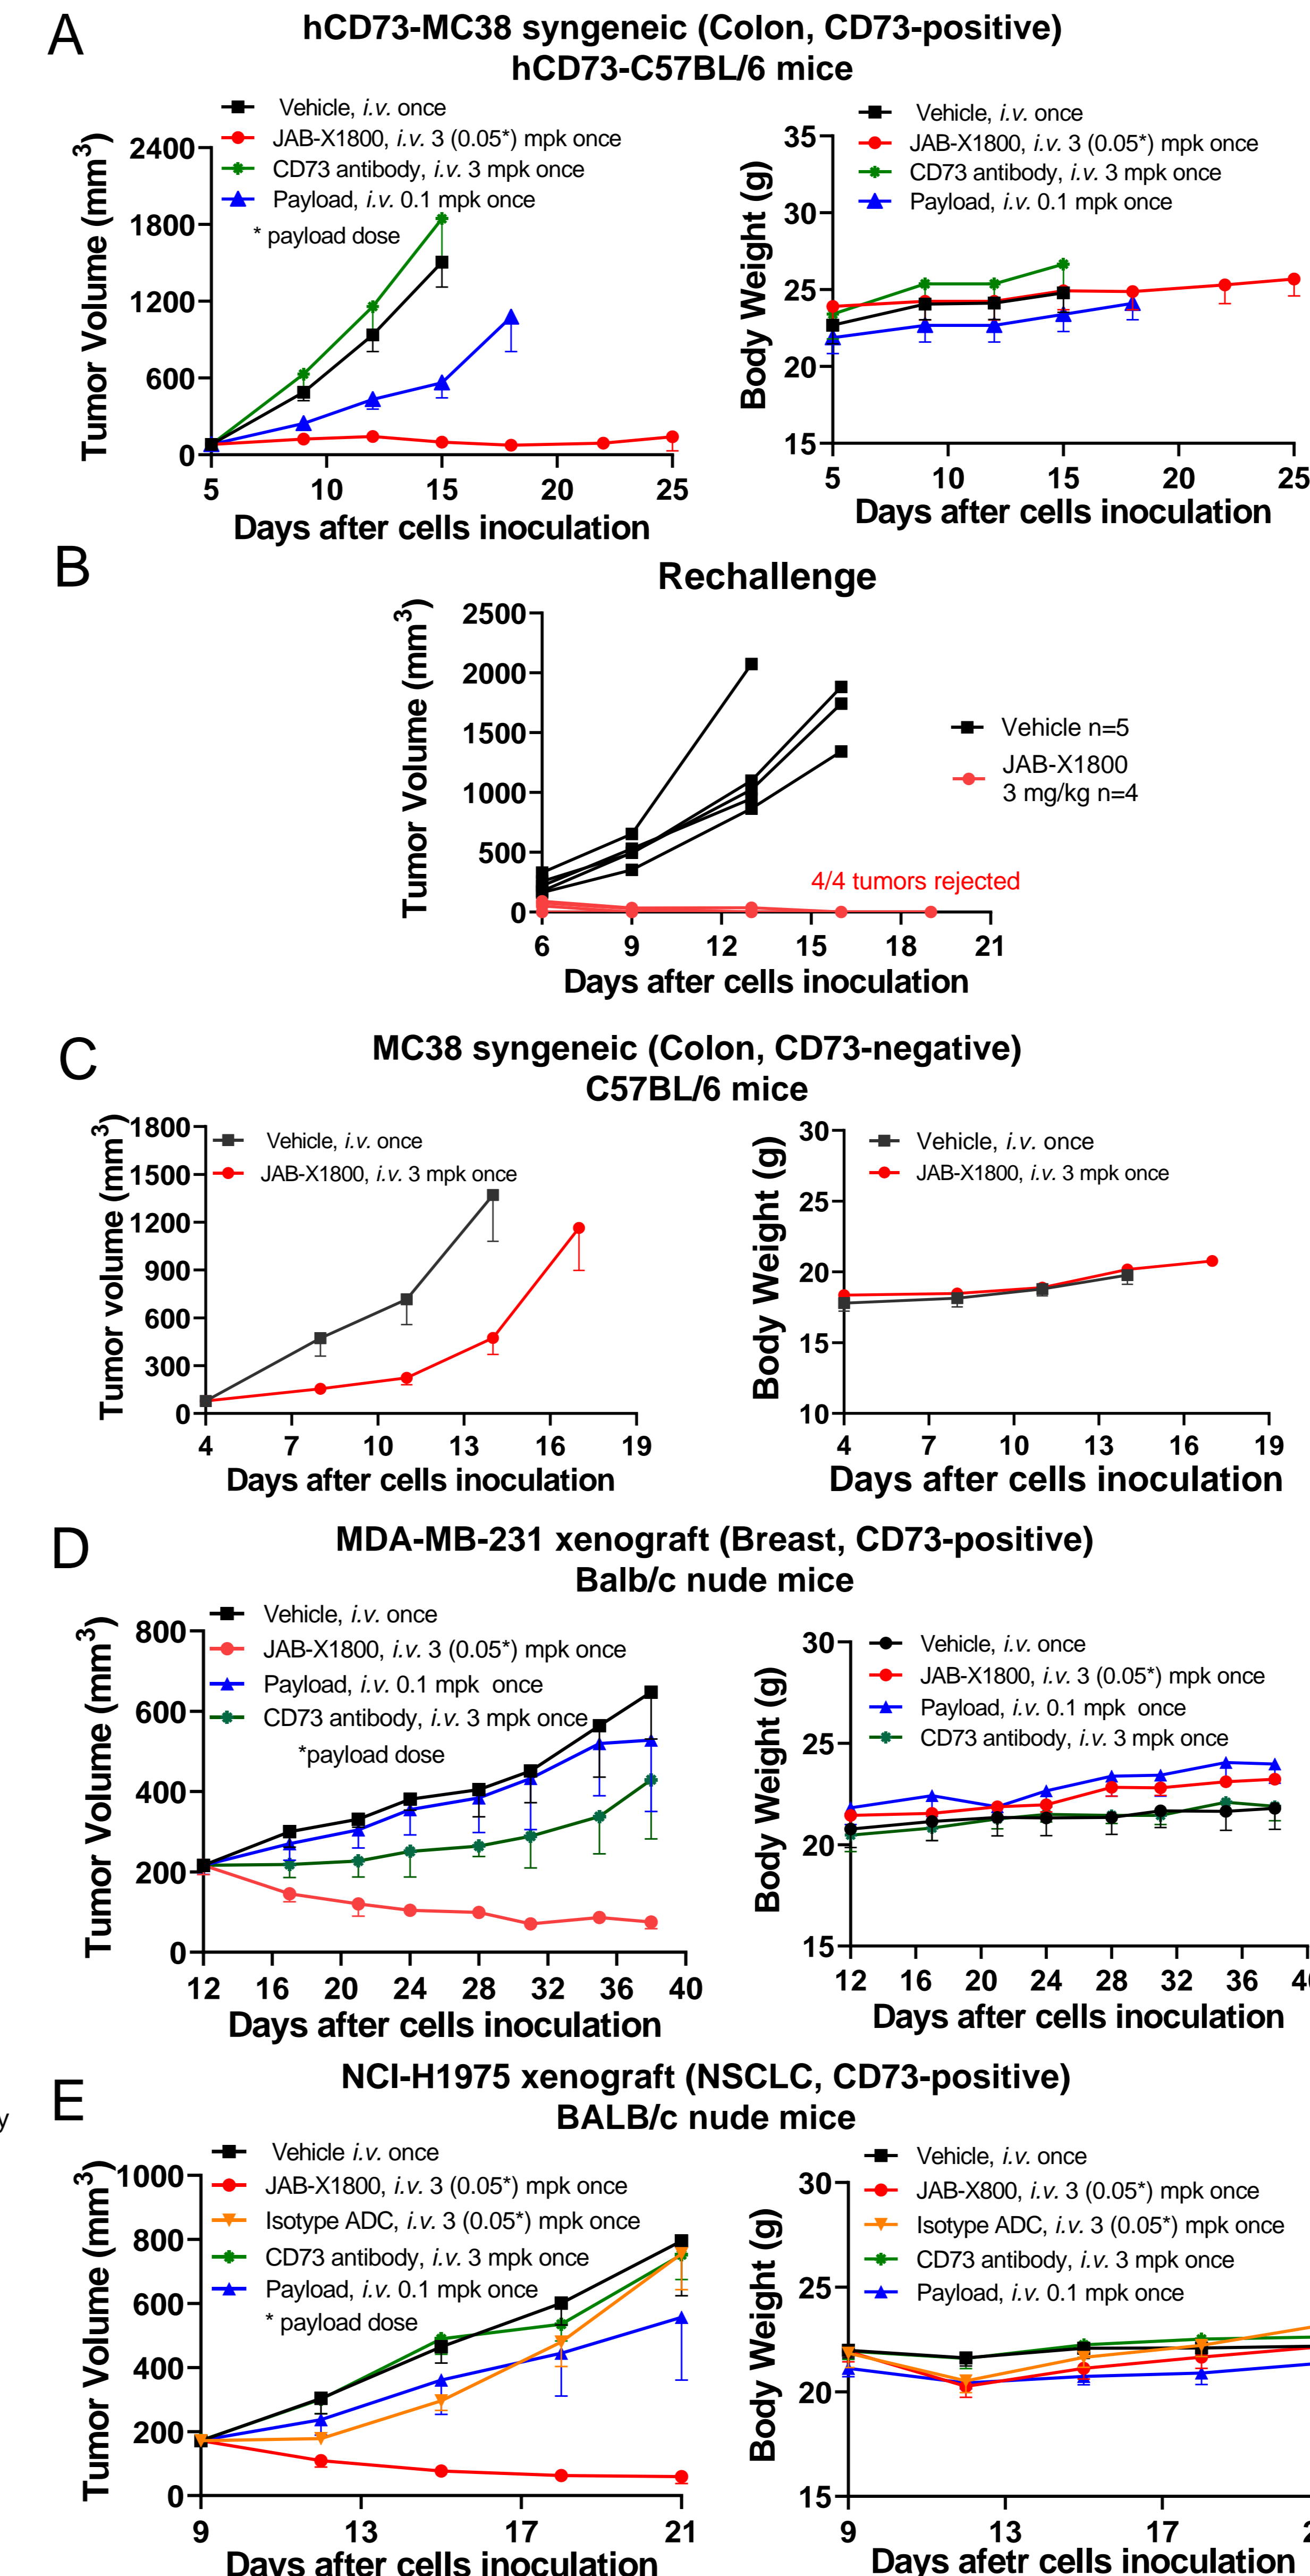 A
hCD73-MC38 syngeneic (Colon, CD73-positive)
hCD73-C57BL/6 mice
Vehicle, i.v. once
JAB-X1800, i.v. 3 (0.05*) mpk once
CD73 antibody, i.v. 3 mpk once
Payload, i.v. 0.1 mpk once
* payload dose
Tumor Volume (mm3)
2400
1800
1200
600
0
5 10 15 20 25
Days after cells inoculation
Vehicle, i.v. once
JAB-X1800, i.v. 3 (0.05*) mpk once
CD73 antibody, i.v. 3 mpk once
Payload, i.v. 0.1 mpk once
Body Weight (g)
35
30
25
20
15
5 10 15 20 25
Days after cells inoculation
B
Rechallenge
Tumor Volume (mm3)
2500
2000
1500
1000
500
0
6 9 12 15 18 21
Days after cells inoculation
Vehicle n=5
JAB-X1800
3 mg/kg n=4
4/4 tumors rejected
C
MC38 syngeneic (Colon, CD73-negative)
C57BL/6 mice
Vehicle, i.v. once
JAB-X1800, i.v. 3 mpk once
Tumor volume (mm3)
1800
1500
1200
900
600
300
0
4 7 10 13 16 19
Days after cells inoculation
Vehicle, i.v. once
JAB-X1800, i.v. 3 mpk once
Body Weight (g)
30
25
20
15
10
4 7 10 13 16 19
Days after cells inoculation
D
MDA-MB-231 xenograft (Breast, CD73-positive)
Balb/c nude mice
Vehicle, i.v. once
JAB-X1800, i.v. 3 (0.05*) mpk once
Payload, i.v. 0.1 mpk once
CD73 antibody, i.v. 3 mpk once
*payload dose
Tumor Volume (mm3)
800
600
400
200
0
12 16 20 24 28 32 36 40
Days after cells inoculation
Vehicle, i.v. once
JAB-X1800, i.v. 3 (0.05*) mpk once
Payload, i.v. 0.1 mpk once
CD73 antibody, i.v. 3 mpk once
Body Weight (g)
30
25
20
15
12 16 20 24 28 32 36
Days after cells inoculation
E
NCI-H1975 xenograft (NSCLC, CD73-positive)
BALB/c nude mice
Vehicle i.v. once
JAB-X1800, i.v. 3 (0.05*) mpk once
Isotype ADC, i.v. 3 (0.05*) mpk once
CD73 antibody, i.v. 3 mpk once
Payload, i.v. 0.1 mpk once
* payload dose
Tumor Volume (mm3)
1000
800
600
400
200
0
9 13 17 21
Days after cells inoculation
Vehicle, i.v. once
JAB-X800, i.v. 3 (0.05*) mpk once
Isotype ADC, i.v. 3 (0.05*) mpk once
CD73 antibody, i.v. 3 mpk once
Payload, i.v. 0.1 mpk once
Body Weight (g)
30
25
20
15
9 13 17
Days afetr cells inoculation